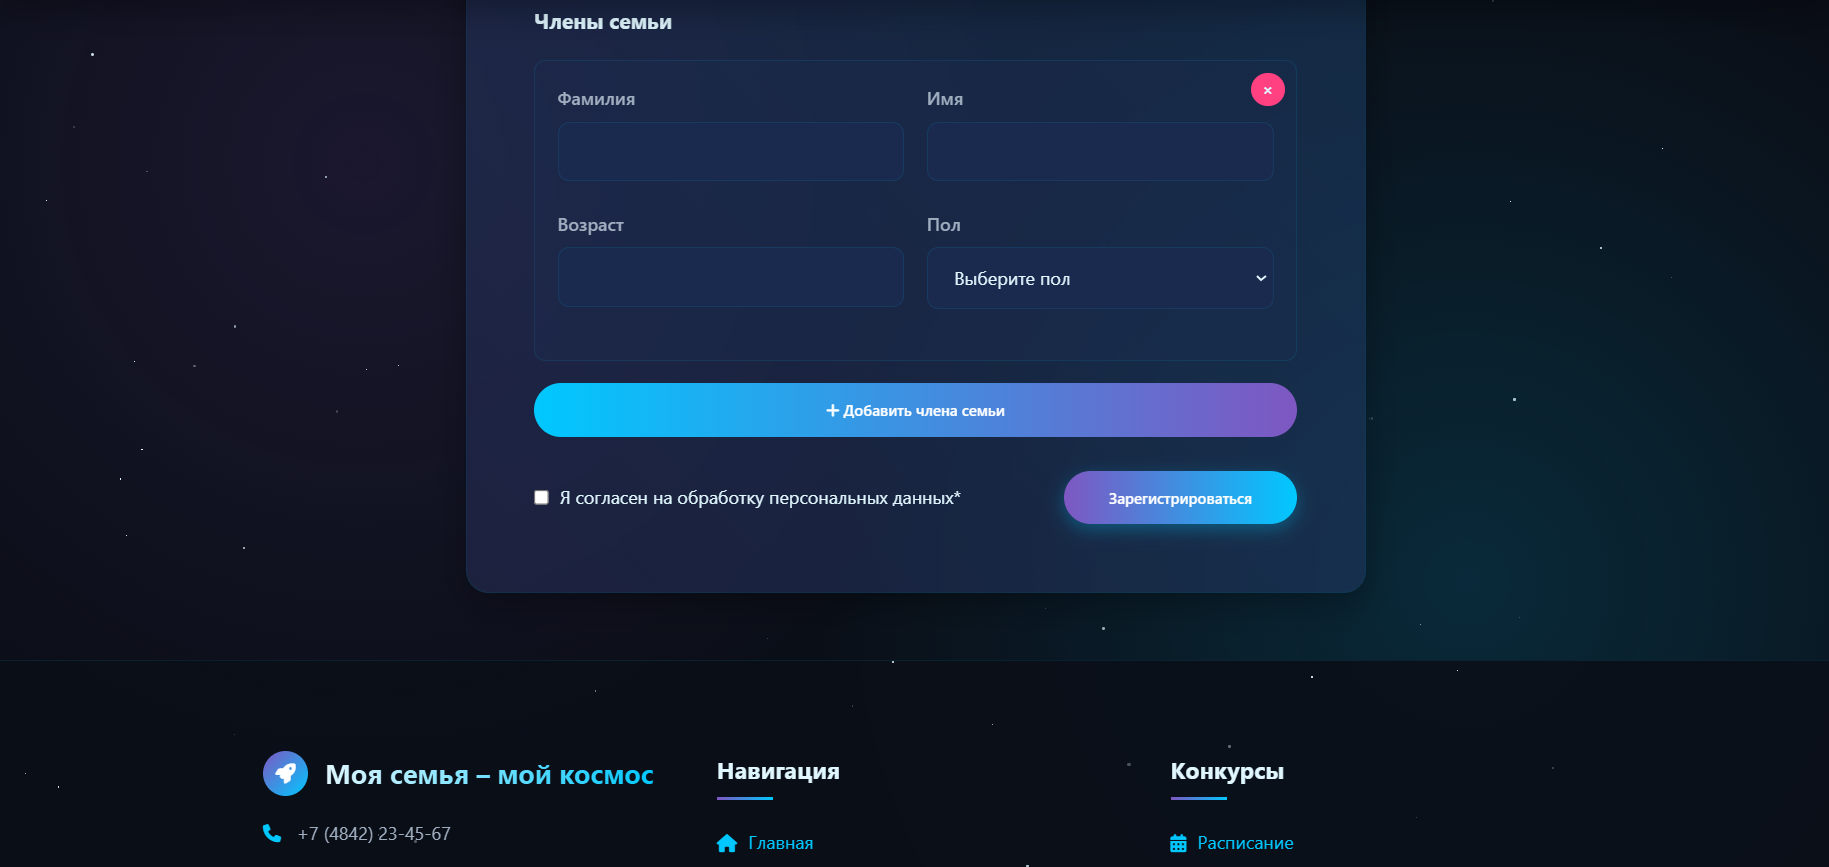 Члены семьи
Фамилия
Имя
Возраст
Пол
Выберите пол
Добавить члена семьи
Я согласен на обработку персональных данных*
Зарегистрироваться
Моя семья – мой космос
+7 (4842) 23-45-67
Навигация
Главная
Конкурсы
Расписание